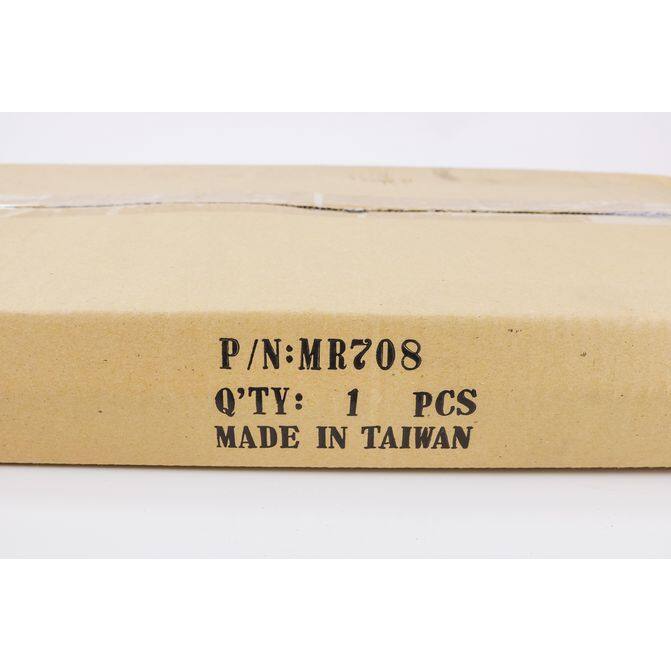 P/N:MR708
Q'TY: 1 PCS
MADE IN TAIWAN